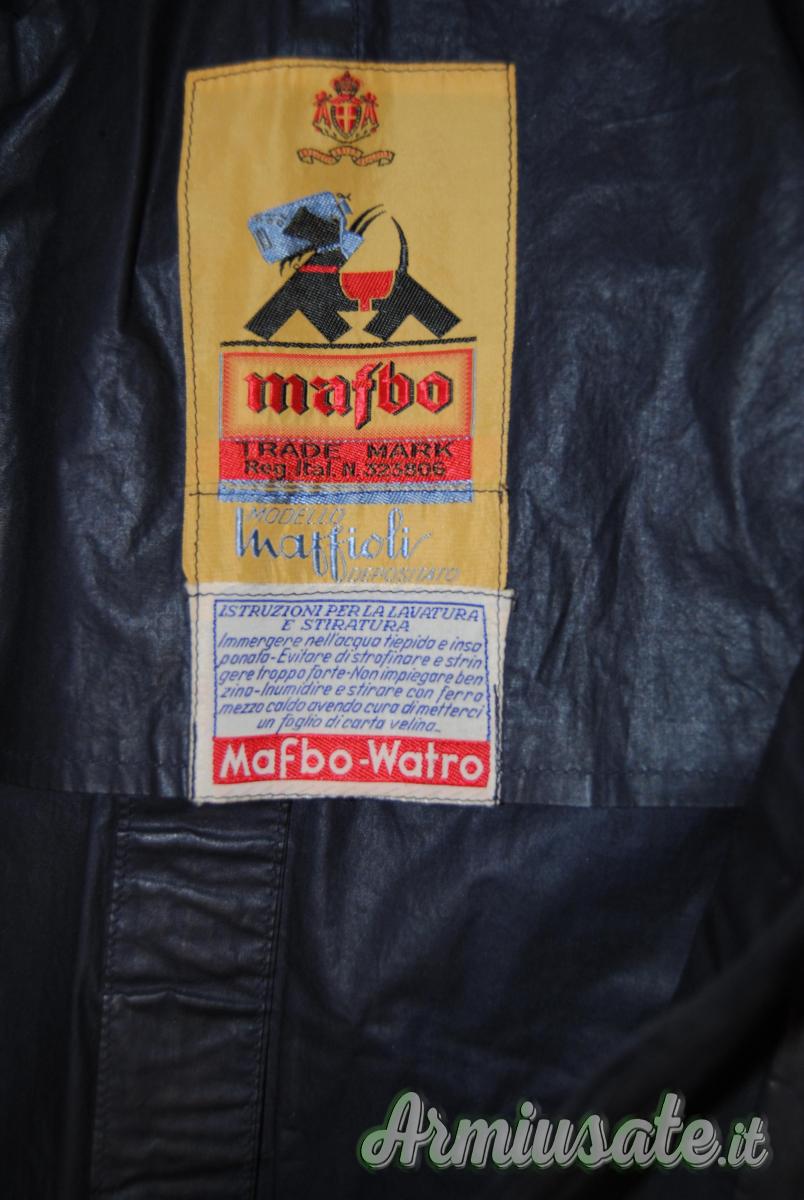 mafbo
TRADE MARK
Reg. Ital. N. 323806
MODELLO
Maffioli
DEPOSITATO
ISTRUZIONI PER LA LAVATURA
E STIRATURA
Immergere nell'acqua tiepida e insa
ponata-Evitare di strofinare e strin
gere troppo forte-Non impiegare ben
zina-Inumidire e stirare con ferro
mezzo caldo avendo cura di metterci
un foglio di carta velina..
Mafbo-Watro
Armiusate.it